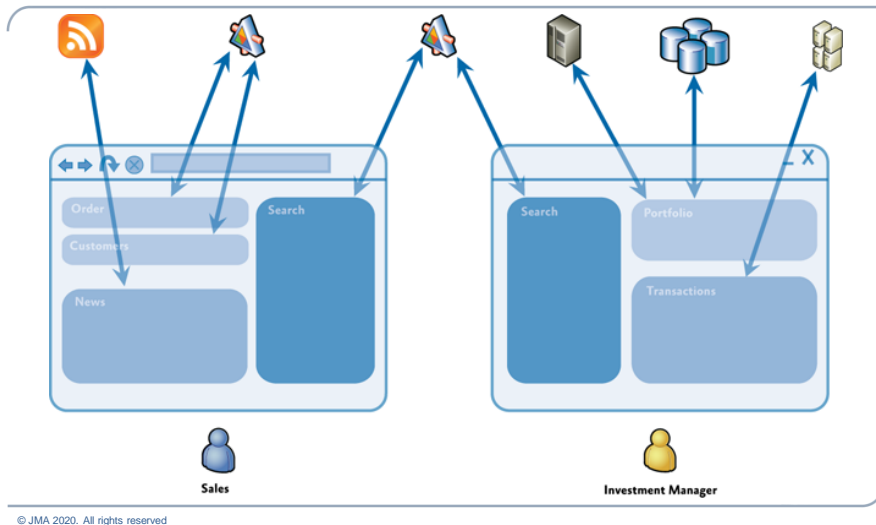 X
Order
Search
Customers
News
Search
Portfolio
Transactions
Sales
Investment Manager
© JMA 2020. All rights reserved